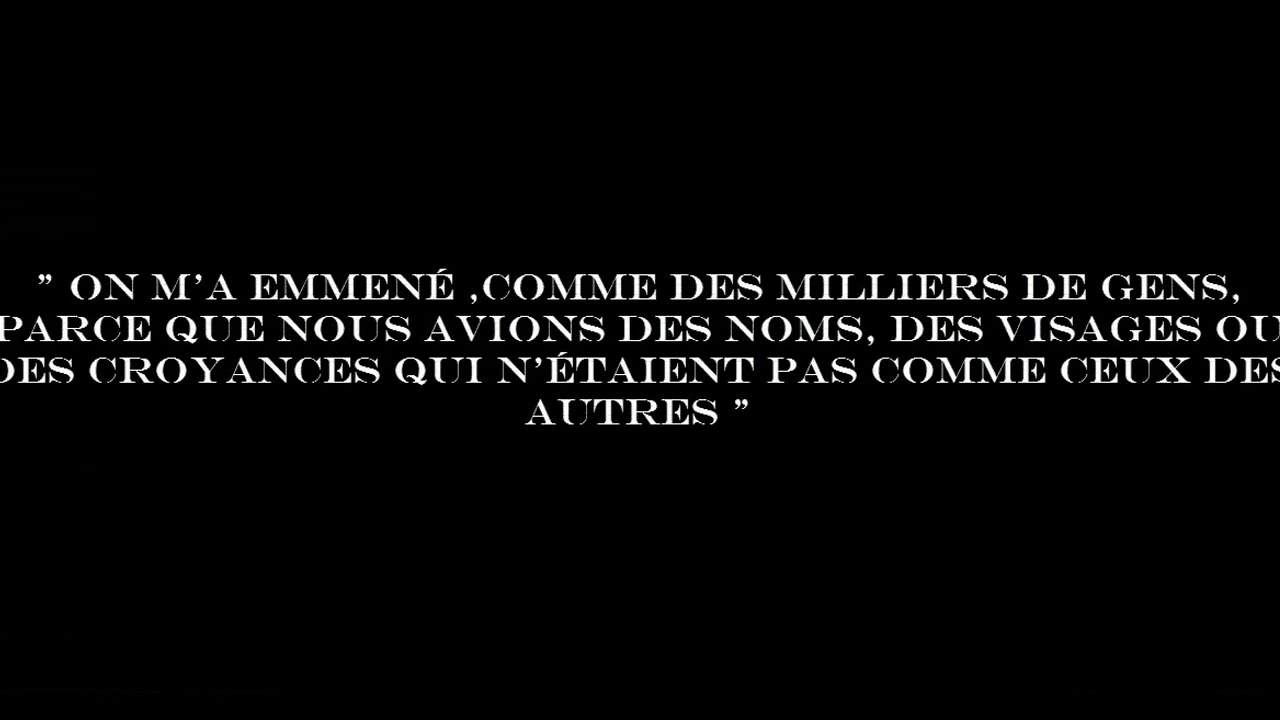 " ON M'A EMMENÉ ,COMME DES MILLIERS DE GENS,
PARCE QUE NOUS AVIONS DES NOMS, DES VISAGES OU
DES CROYANCES QUI N'ÉTAIENT PAS COMME CEUX DES
AUTRES "